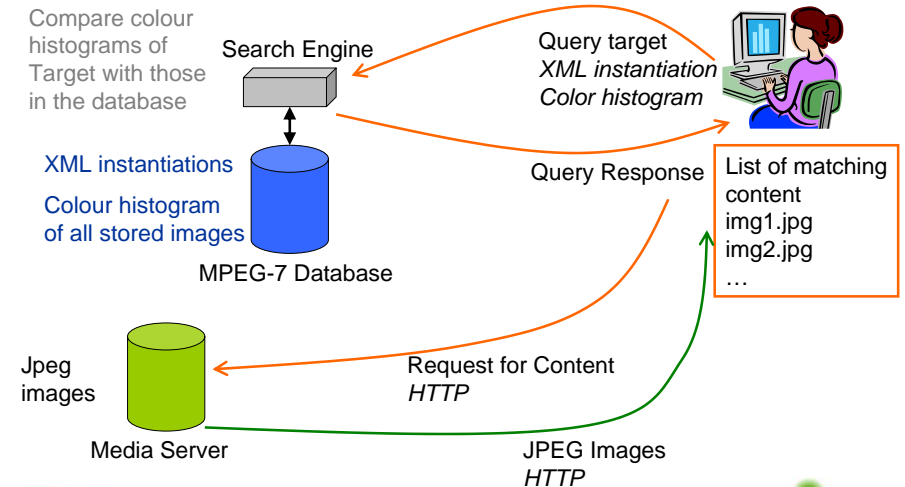 Compare colour
histograms of
Target with those
in the database
Search Engine
Query target
XML instantiation
Color histogram
XML instantiations
Colour histogram
of all stored images
MPEG-7 Database
Query Response
List of matching
content
img1.jpg
img2.jpg
…
Jpeg
images
Media Server
Request for Content
HTTP
JPEG Images
HTTP